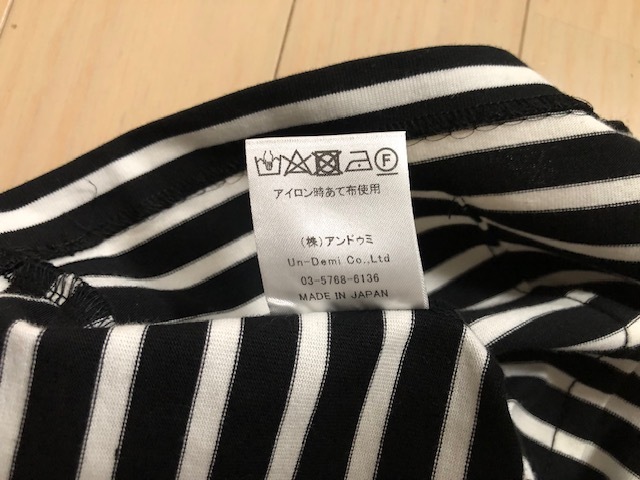 アイロン時あて布使用
(株)アンドゥミ
Un-Demi Co.,Ltd
03-5768-6136
MADE IN JAPAN